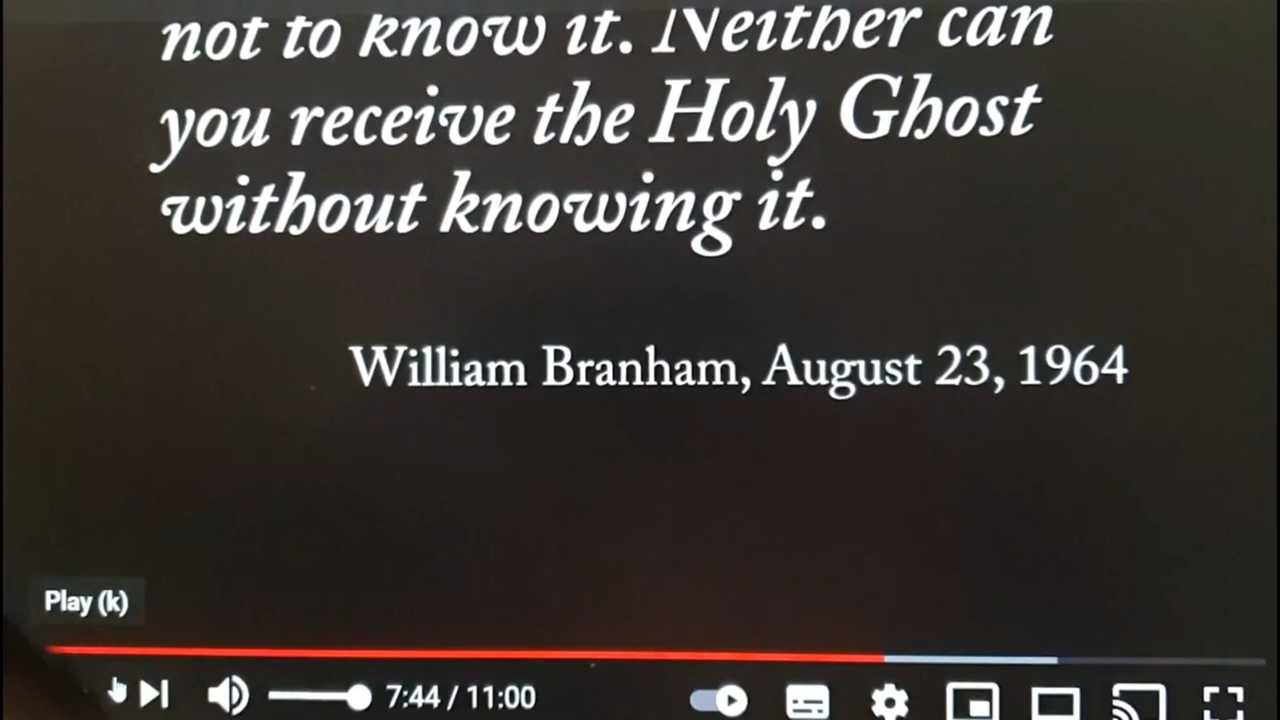 not to know it. Neither can
you receive the Holy Ghost
without knowing it.
William Branham, August 23, 1964
Play (k)
7:44 / 11:00